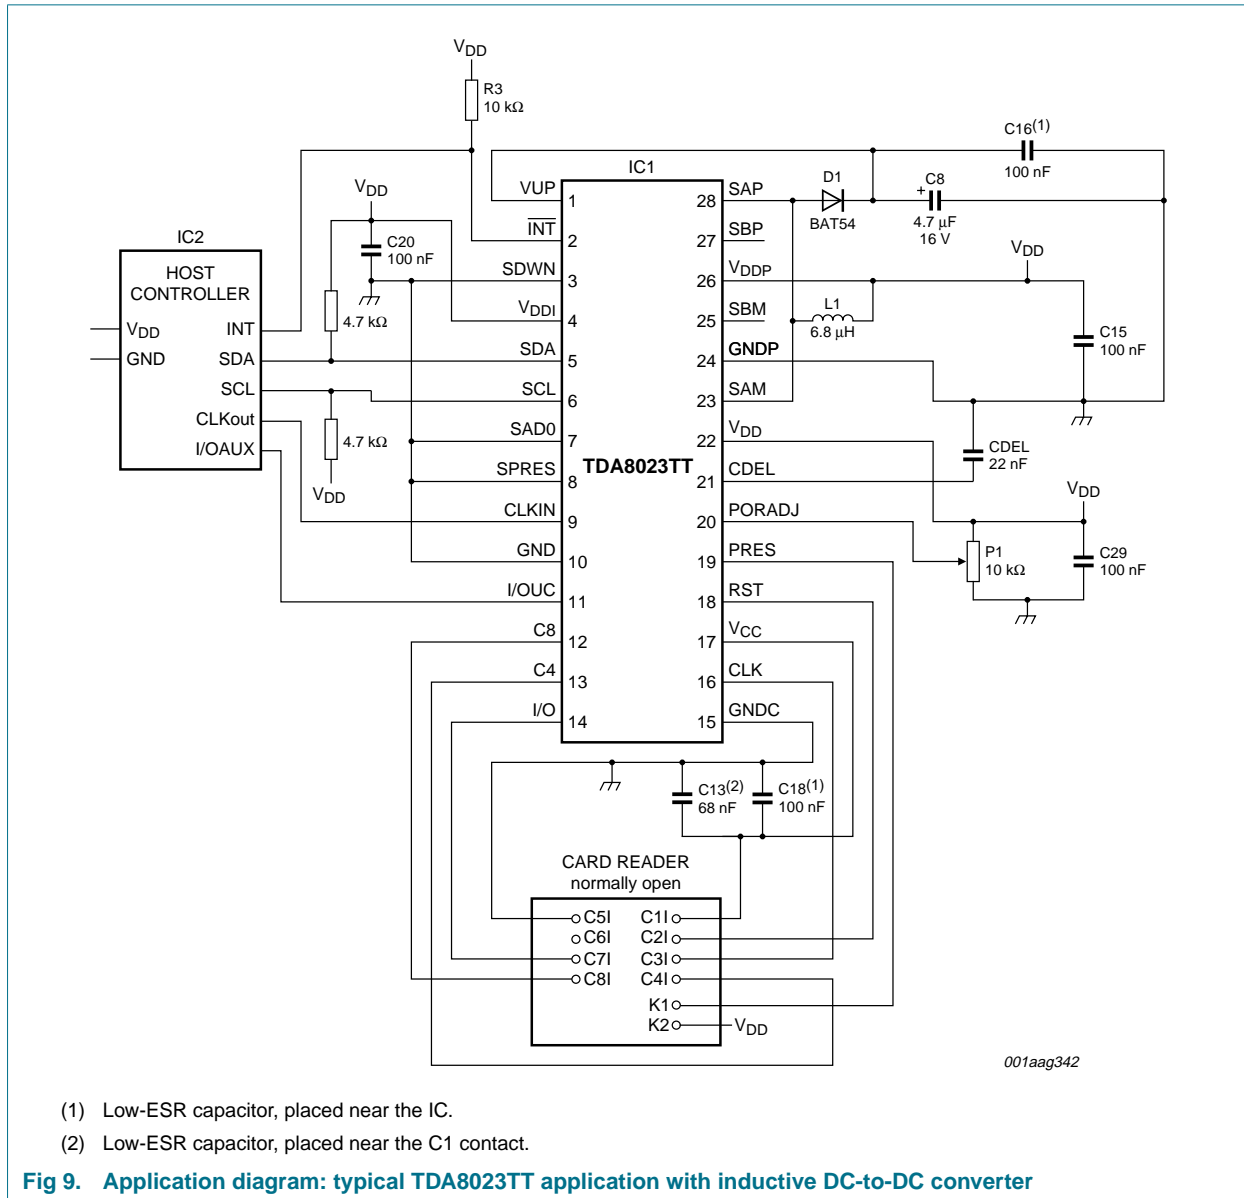 VDD
R3
10 kΩ
C16(1)
100 nF
IC1
VUP
1
INT
2
SDWN
3
VDDI
4
SDA
5
SCL
6
SAD0
7
SPRES
8
CLKIN
9
GND
10
I/OUC
11
C8
12
C4
13
I/O
14
TDA8023TT
28
SAP
27
SBP
26
VDDP
25
SBM
24
GNDP
23
SAM
22
VDD
21
CDEL
20
PORADJ
19
PRES
18
RST
17
VCC
16
CLK
15
GNDC
D1
BAT54
+
C8
4.7 μF
16 V
VDD
L1
6.8 μH
C15
100 nF
CDEL
22 nF
VDD
P1
10 kΩ
C29
100 nF
VDD
C20
100 nF
4.7 kΩ
4.7 kΩ
VDD
IC2
HOST
CONTROLLER
VDD
GND
INT
SDA
SCL
CLKout
I/OAUX
C13(2)
68 nF
C18(1)
100 nF
CARD READER
normally open
C5I
C6I
C7I
C8I
C1I
C2I
C3I
C4I
K1
K2
VDD
001aag342
(1) Low-ESR capacitor, placed near the IC.
(2) Low-ESR capacitor, placed near the C1 contact.
Fig 9. Application diagram: typical TDA8023TT application with inductive DC-to-DC converter